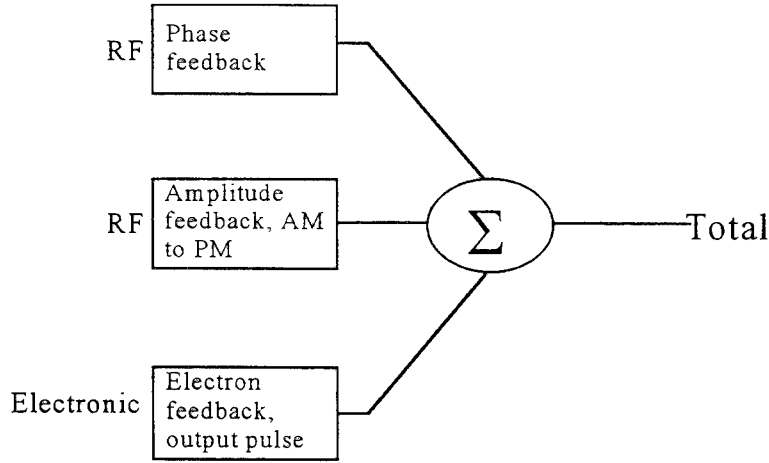 RF
Phase
feedback
RF
Amplitude
feedback, AM
to PM
Σ
Total
Electronic
Electron
feedback,
output pulse